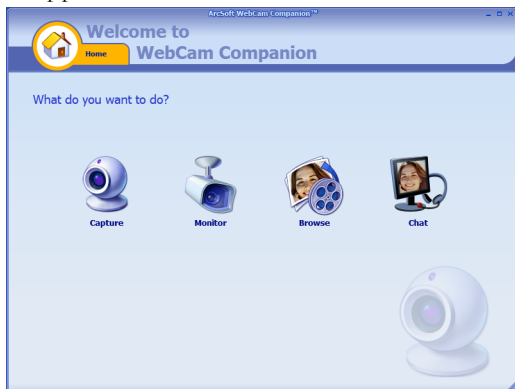 ArcSoft WebCam Companion™
Welcome to
Home
WebCam Companion
What do you want to do?
Capture
Monitor
Browse
Chat